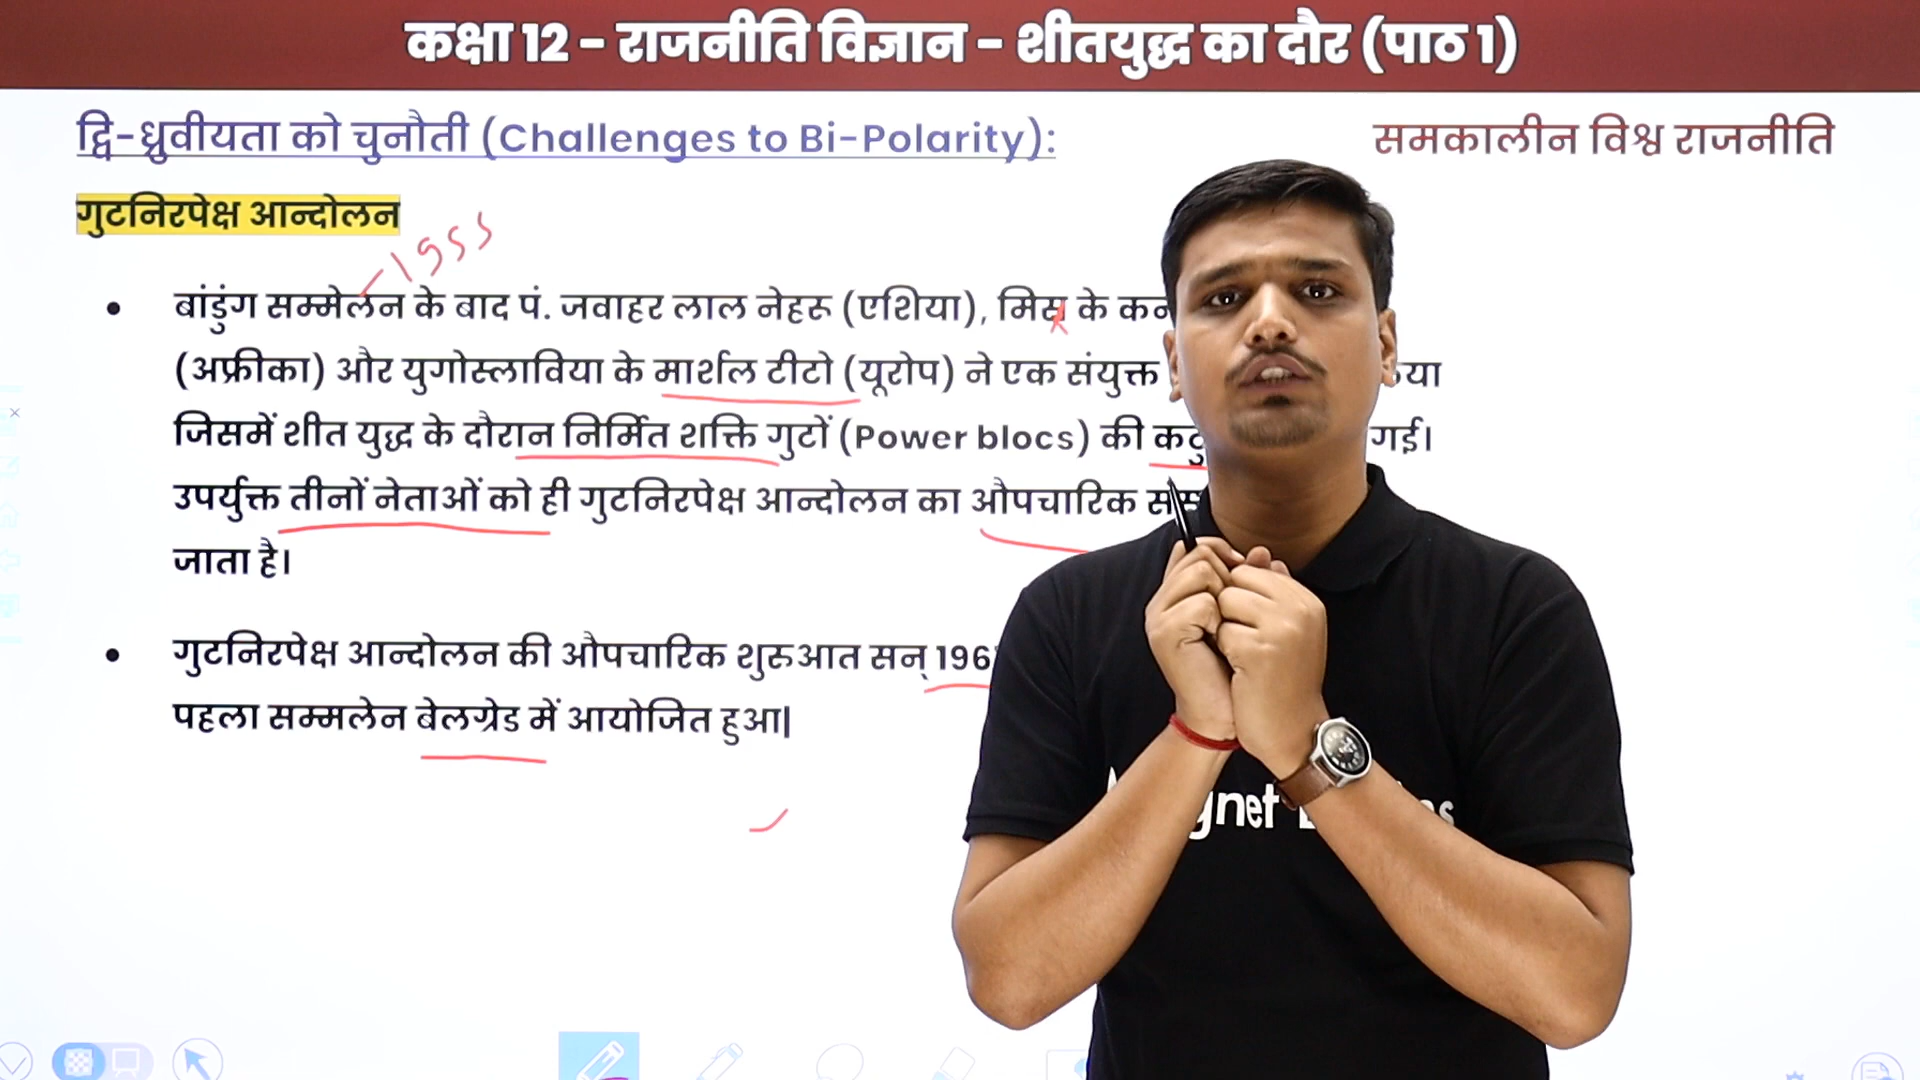 कक्षा 12 - राजनीति विज्ञान - शीतयुद्ध का दौर (पाठ 1)
द्वि-ध्रुवीयता को चुनौती (Challenges to Bi-Polarity):
समकालीन विश्व राजनीति
गुटनिरपेक्ष आन्दोलन
1955
बांडुंग सम्मेलन के बाद पं. जवाहर लाल नेहरू (एशिया), मिस्र के
(अफ्रीका) और युगोस्लाविया के मार्शल टीटो (यूरोप) ने एक संयुक्त
जिसमें शीत युद्ध के दौरान निर्मित शक्ति गुटों (Power blocs) की गई।
उपर्युक्त तीनों नेताओं को ही गुटनिरपेक्ष आन्दोलन का औपचारिक
जाता है।
गुटनिरपेक्ष आन्दोलन की औपचारिक शुरुआत सन्
पहला सम्मलेन बेलग्रेड में आयोजित हुआ|